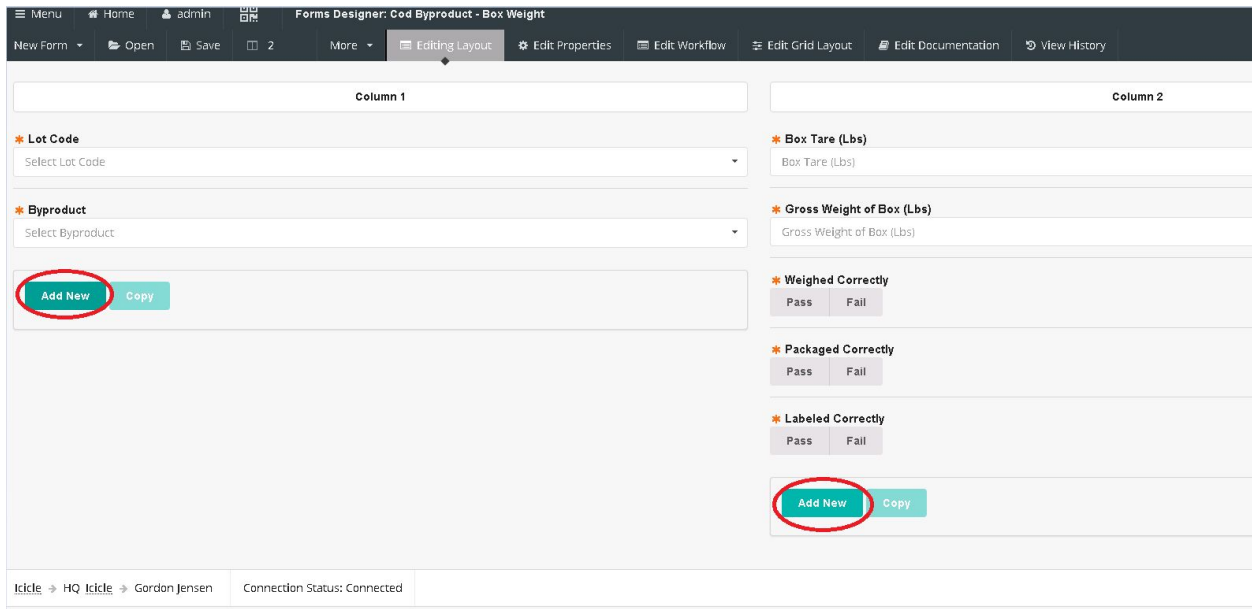 Menu Home admin Forms Designer: Cod Byproduct - Box Weight
New Form Open Save 2 More Editing Layout Edit Properties Edit Workflow Edit Grid Layout Edit Documentation View History
Column 1
Lot Code
Select Lot Code
Byproduct
Select Byproduct
Add New Copy
Column 2
Box Tare (Lbs)
Box Tare (Lbs)
Gross Weight of Box (Lbs)
Gross Weight of Box (Lbs)
Weighed Correctly
Pass Fail
Packaged Correctly
Pass Fail
Labeled Correctly
Pass Fail
Add New Copy
Icicle → HQ Icicle → Gordon Jensen Connection Status: Connected